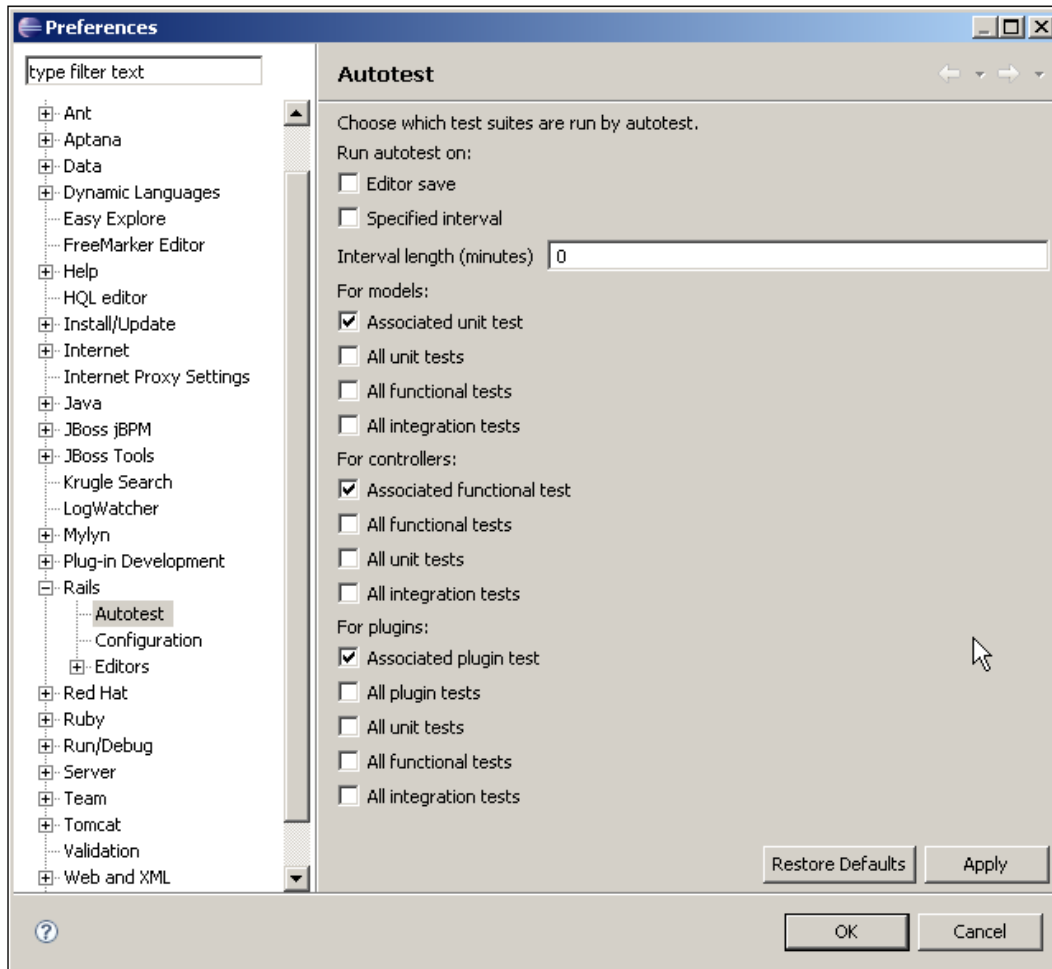 Preferences
type filter text
Ant
Aptana
Data
Dynamic Languages
Easy Explore
FreeMarker Editor
Help
HQL editor
Install/Update
Internet
Internet Proxy Settings
Java
JBoss jBPM
JBoss Tools
Krugle Search
LogWatcher
Mylyn
Plug-in Development
Rails
Autotest
Configuration
Editors
Red Hat
Ruby
Run/Debug
Server
Team
Tomcat
Validation
Web and XML
Autotest
Choose which test suites are run by autotest.
Run autotest on:
Editor save
Specified interval
Interval length (minutes) 0
For models:
Associated unit test
All unit tests
All functional tests
All integration tests
For controllers:
Associated functional test
All functional tests
All unit tests
All integration tests
For plugins:
Associated plugin test
All plugin tests
All unit tests
All functional tests
All integration tests
Restore Defaults Apply
? OK Cancel